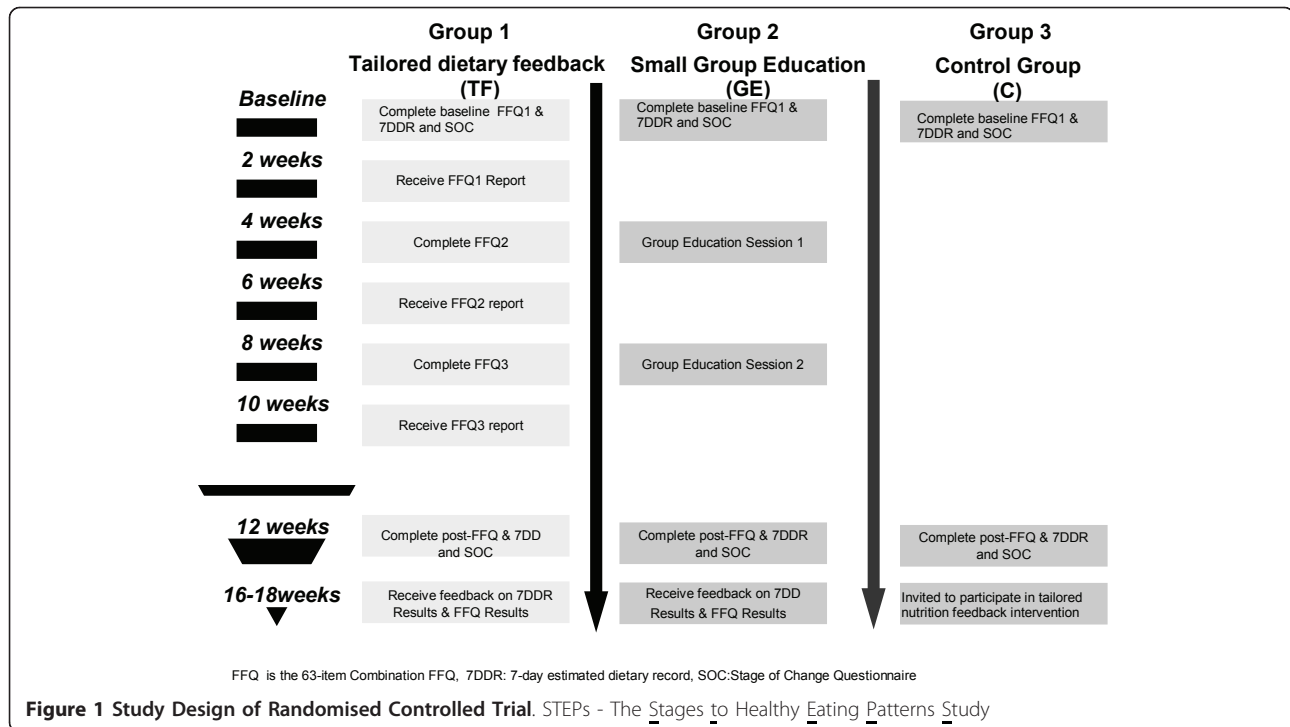 Group 1 Group 2 Group 3
Tailored dietary feedback Small Group Education Control Group
(TF) (GE) (C)
Baseline
Complete baseline FFQ1 &
7DDR and SOC
Complete baseline FFQ1 &
7DDR and SOC
Complete baseline FFQ1 &
7DDR and SOC
2 weeks
Receive FFQ1 Report
4 weeks
Complete FFQ2
Group Education Session 1
6 weeks
Receive FFQ2 report
8 weeks
Complete FFQ3
Group Education Session 2
10 weeks
Receive FFQ3 report
12 weeks
Complete post-FFQ & 7DD
and SOC
Complete post-FFQ & 7DDR
and SOC
Complete post-FFQ & 7DDR
and SOC
16-18weeks
Receive feedback on 7DDR
Results & FFQ Results
Receive feedback on 7DD
Results & FFQ Results
Invited to participate in tailored
nutrition feedback intervention
FFQ is the 63-item Combination FFQ, 7DDR: 7-day estimated dietary record, SOC:Stage of Change Questionnaire
Figure 1 Study Design of Randomised Controlled Trial. STEPs - The Stages to Healthy Eating Patterns Study